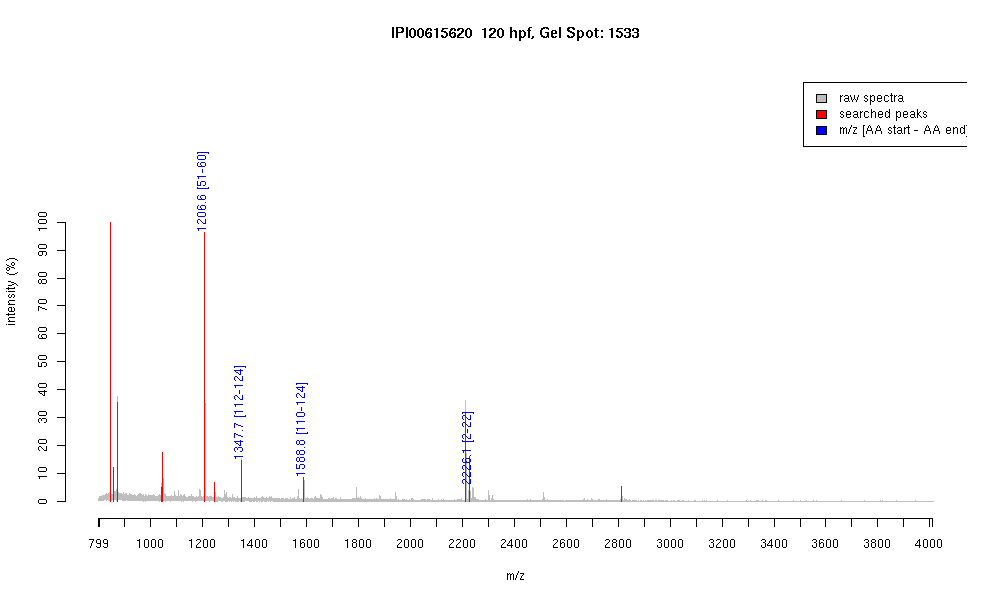 IPI00615620 120 hpf, Gel Spot: 1533
raw spectra
searched peaks
m/z [AA start - AA end]
1206.6 [51-60]
1347.7 [112-124]
1588.8 [110-124]
2226.1 [2-22]
intensity (%)
100
90
80
70
60
50
40
30
20
10
0
799 1000 1200 1400 1600 1800 2000 2200 2400 2600 2800 3000 3200 3400 3600 3800 4000
m/z